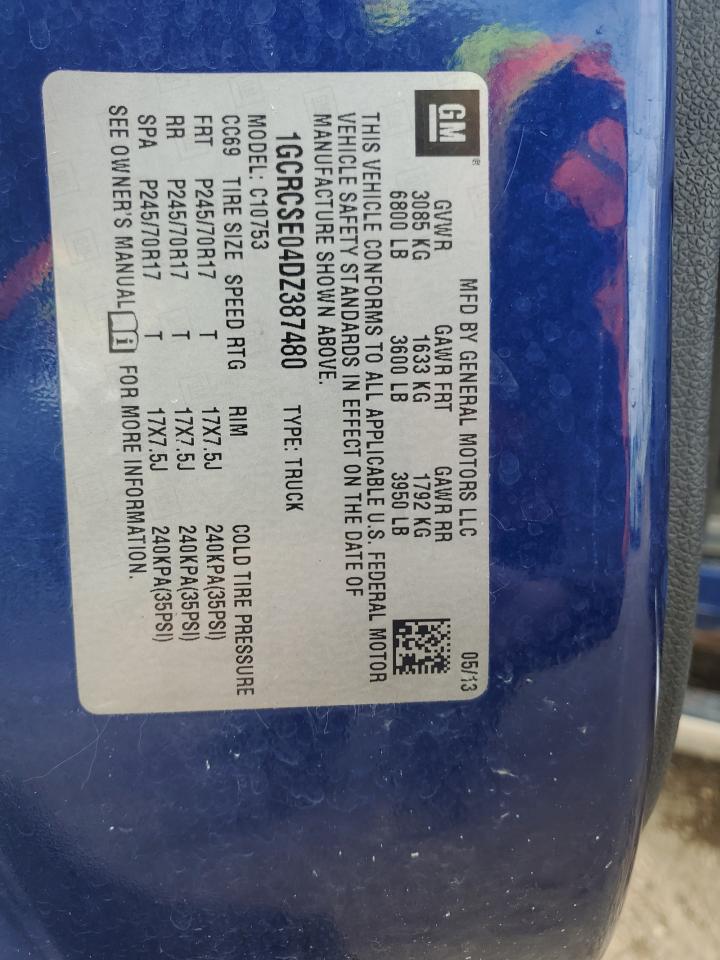 GM
MFD BY GENERAL MOTORS LLC 05/13
GVWR GAWR FRT GAWR RR
3085 KG 1633 KG 1792 KG
6800 LB 3600 LB 3950 LB
THIS VEHICLE CONFORMS TO ALL APPLICABLE U.S. FEDERAL MOTOR
VEHICLE SAFETY STANDARDS IN EFFECT ON THE DATE OF
MANUFACTURE SHOWN ABOVE.
1GCRCSE04DZ387480 TYPE: TRUCK
MODEL: C10753
CC69 TIRE SIZE SPEED RTG RIM COLD TIRE PRESSURE
FRT P245/70R17 T 17X7.5J 240KPA(35PSI)
RR P245/70R17 T 17X7.5J 240KPA(35PSI)
SPA P245/70R17 T 17X7.5J 240KPA(35PSI)
SEE OWNER'S MANUAL FOR MORE INFORMATION.